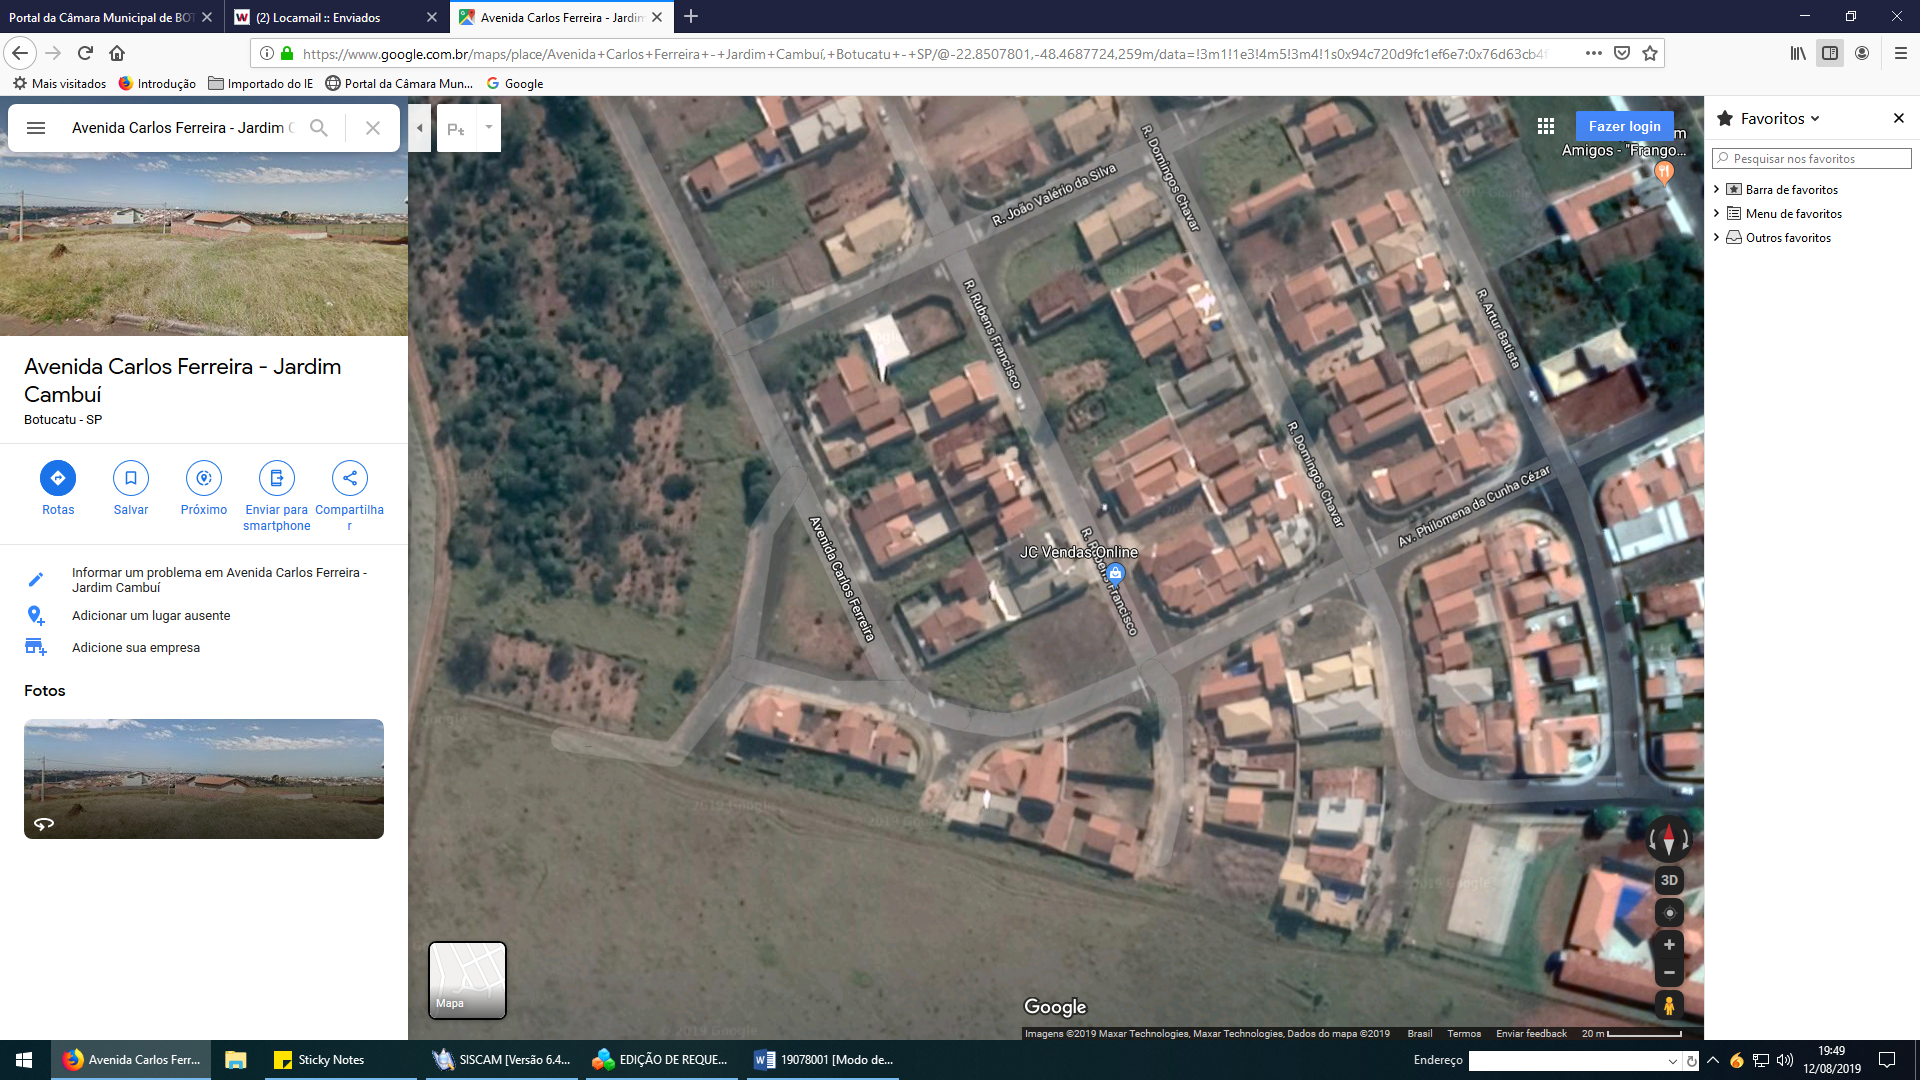 Portal da Câmara Municipal de BOT
(2) Locamail :: Enviados
Avenida Carlos Ferreira - Jardim
https://www.google.com.br/maps/place/Avenida+Carlos+Ferreira+-+Jardim+Cambuí,+Botucatu+-+SP/@-22.8507801,-48.4687724,259m/data=!3m1!1e3!4m5!3m4!1s0x94c720d9fc1ef6e7:0x76d63cb4f
Mais visitados
Introdução
Importado do IE
Portal da Câmara Mun...
Google
Avenida Carlos Ferreira - Jardim C
Fazer login
Favoritos
Pesquisar nos favoritos
Barra de favoritos
Menu de favoritos
Outros favoritos
Avenida Carlos Ferreira - Jardim
Cambuí
Botucatu - SP
Rotas
Salvar
Próximo
Enviar para
smartphone
Compartilha
r
Informar um problema em Avenida Carlos Ferreira -
Jardim Cambuí
Adicionar um lugar ausente
Adicione sua empresa
Fotos
Amigos - "Frango...
R. João Valério da Silva
R. Domingos Chavar
R. Rubens Francisco
R. Artur Batista
R. Domingos Chavar
Av. Philomena da Cunha Cézar
Avenida Carlos Ferreira
JC Vendas Online
R. Rubens Francisco
3D
Mapa
Google
Imagens ©2019 Maxar Technologies, Maxar Technologies, Dados do mapa ©2019
Brasil
Termos
Enviar feedback
20 m
Avenida Carlos Ferr...
Sticky Notes
SISCAM [Versão 6.4...
EDIÇÃO DE REQUE...
19078001 [Modo de...
Endereço
19:49
12/08/2019